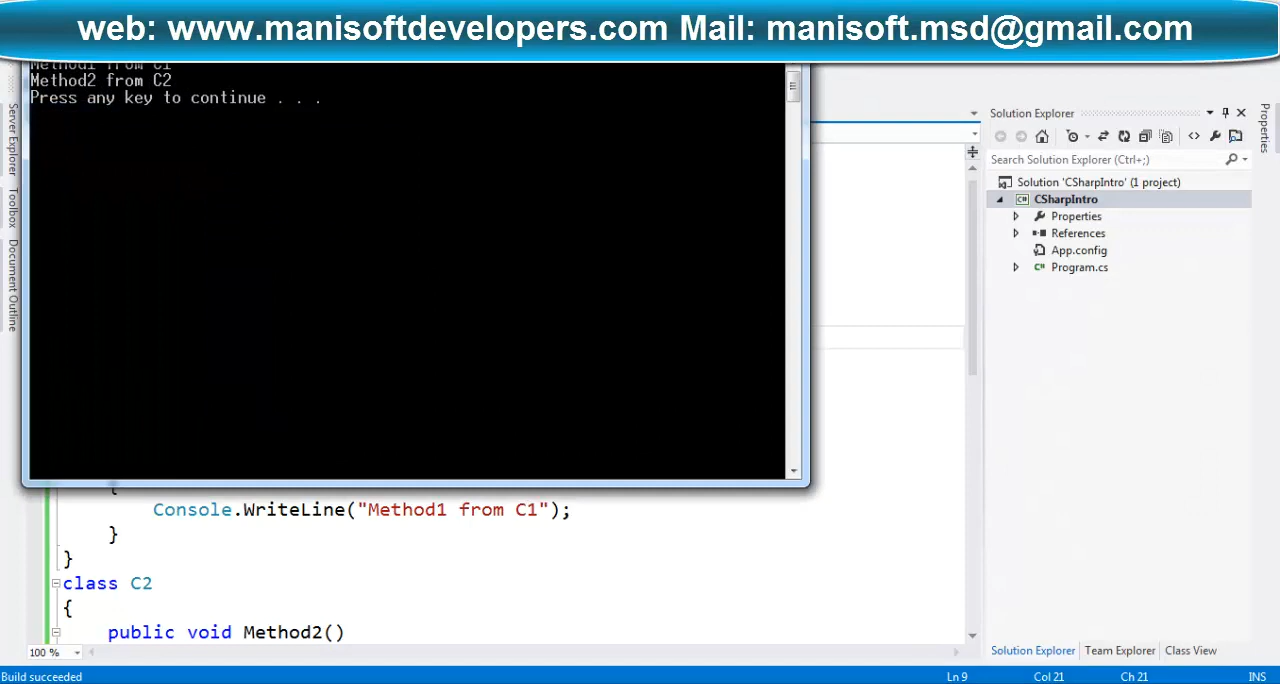 web: www.manisoftdevelopers.com Mail: manisoft.msd@gmail.com
Method1 from C1
Method2 from C2
Press any key to continue . . .
Server Explorer
Toolbox
Document Outline
Solution Explorer
Search Solution Explorer (Ctrl+;)
Solution 'CSharpIntro' (1 project)
C# CSharpIntro
Properties
References
App.config
C# Program.cs
Properties
{
Console.WriteLine("Method1 from C1");
}
}
class C2
{
public void Method2()
100 %
Solution Explorer Team Explorer Class View
Build succeeded Ln 9 Col 21 Ch 21 INS